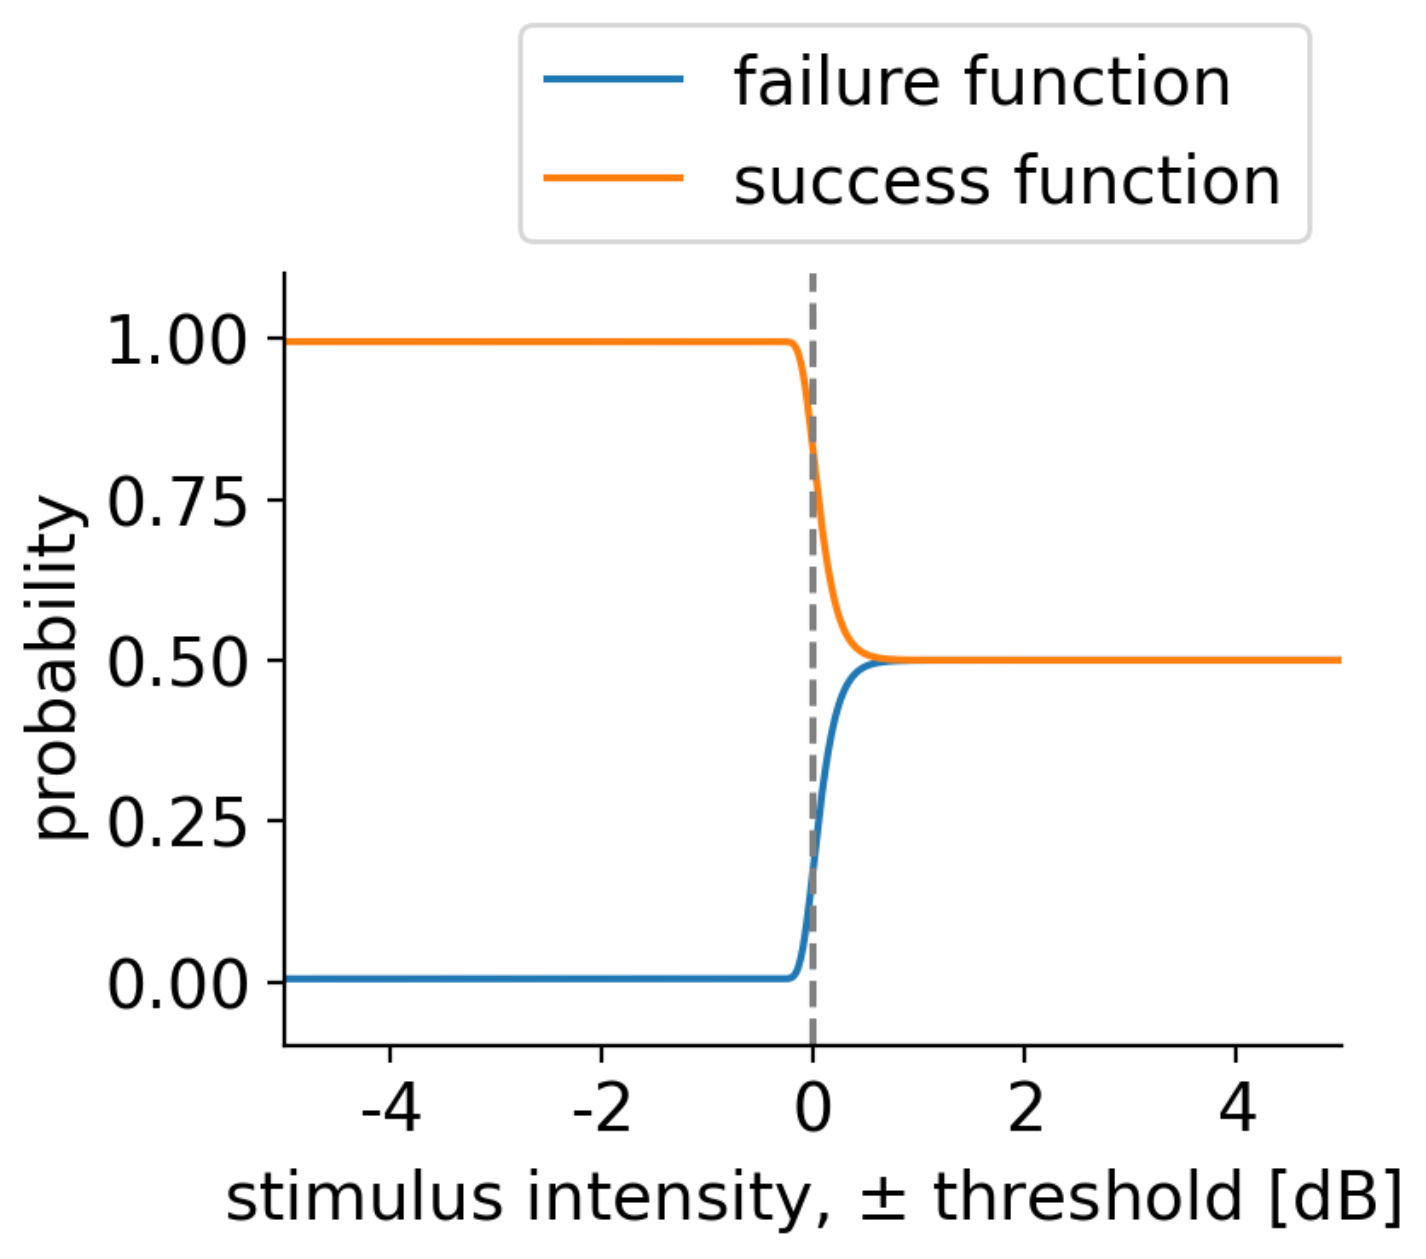 failure function
success function
1.00
0.75
0.50
0.25
0.00
probability
-4 -2 0 2 4
stimulus intensity, ± threshold [dB]